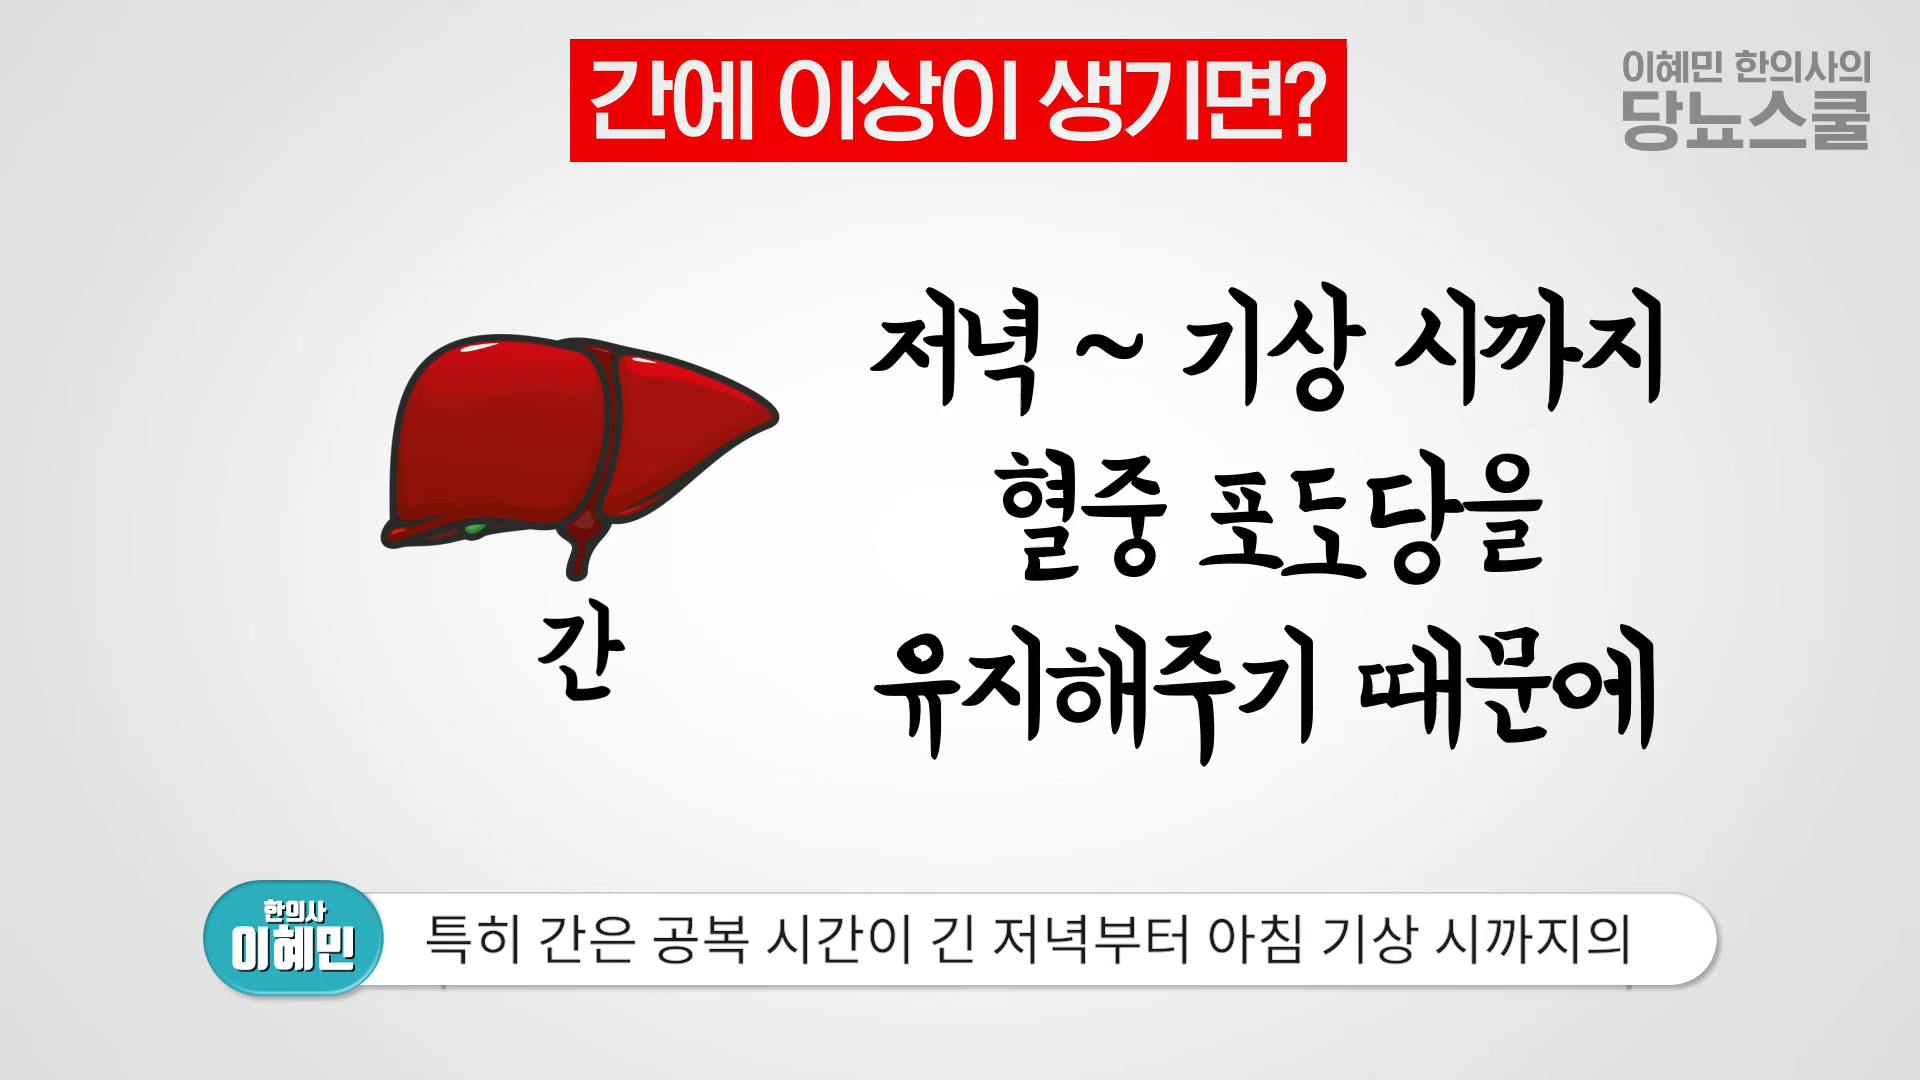 간에 이상이 생기면?
이혜민 한의사의
당뇨스쿨
저녁 ~ 기상 시까지
혈중 포도당을
유지해주기 때문에
간
한의사
이혜민
특히 간은 공복 시간이 긴 저녁부터 아침 기상 시까지의